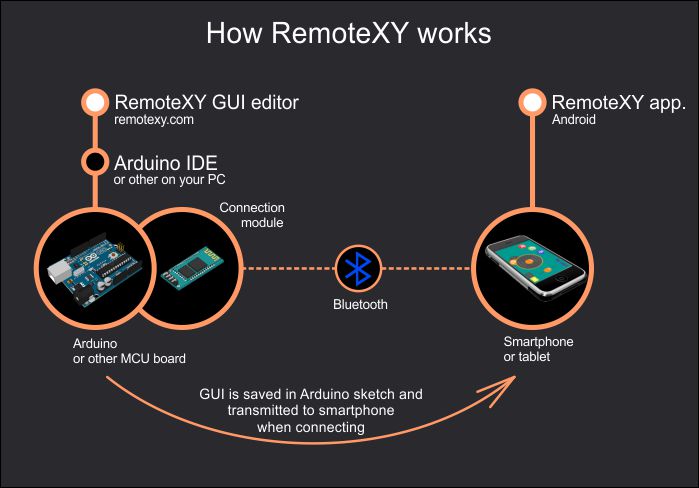 How RemoteXY works
RemoteXY GUI editor
remotexy.com
RemoteXY app.
Android
Arduino IDE
or other on your PC
Connection
module
Bluetooth
Arduino
or other MCU board
Smartphone
or tablet
GUI is saved in Arduino sketch and
transmitted to smartphone
when connecting